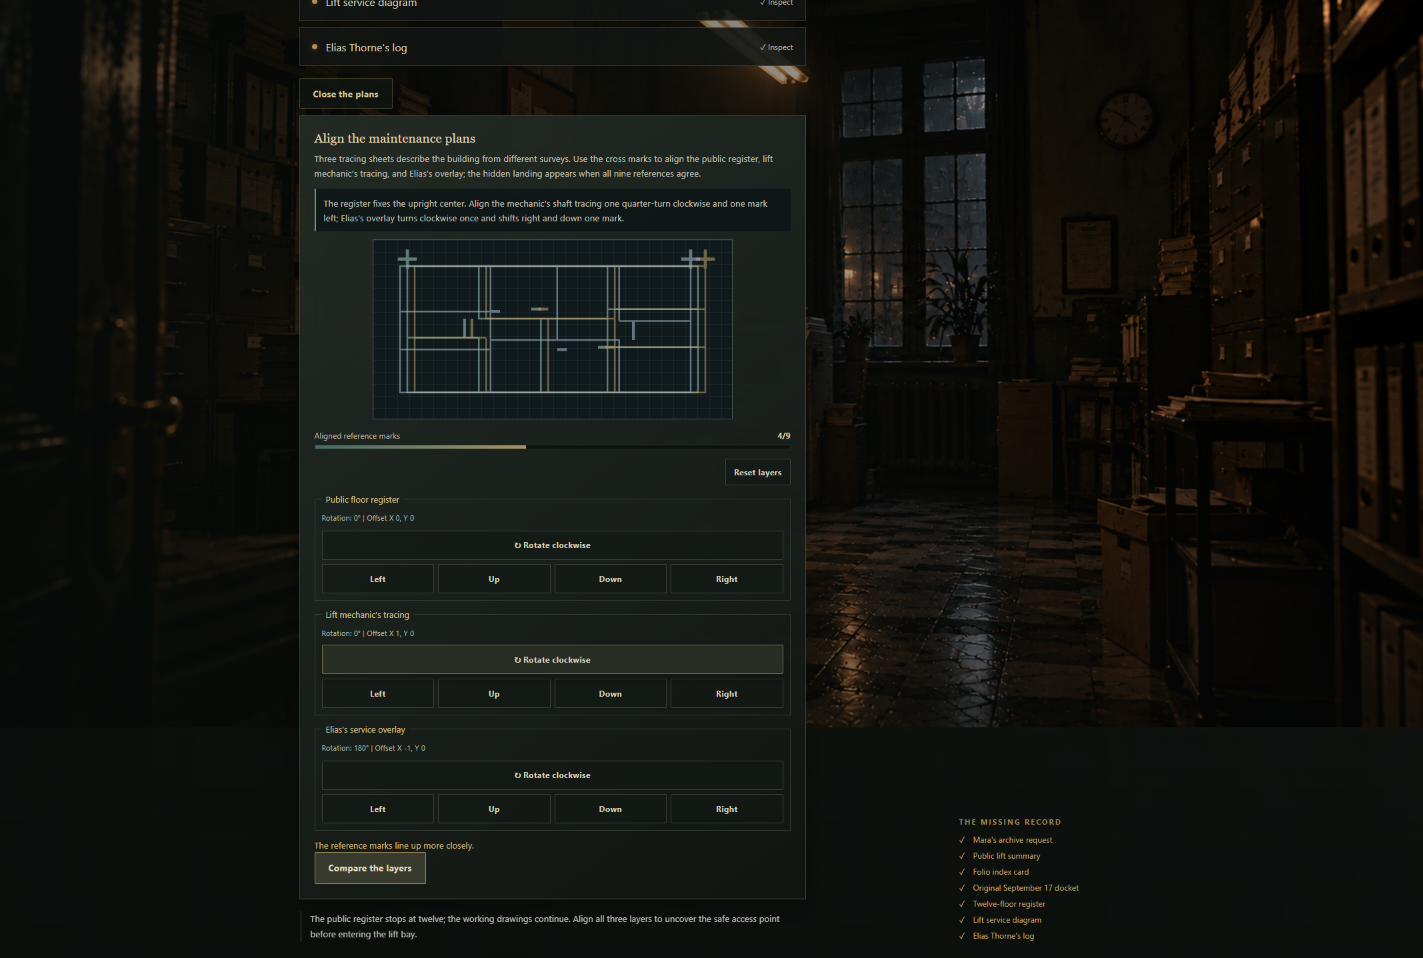 Lift service diagram
✓ Inspect
Elias Thorne's log
✓ Inspect
Close the plans
Align the maintenance plans
Three tracing sheets describe the building from different surveys. Use the cross marks to align the public register, lift
mechanic's tracing, and Elias's overlay; the hidden landing appears when all nine references agree.
The register fixes the upright center. Align the mechanic's shaft tracing one quarter-turn clockwise and one mark
left; Elias's overlay turns clockwise once and shifts right and down one mark.
Aligned reference marks
4/9
Reset layers
Public floor register
Rotation: 0° | Offset X 0, Y 0
↻ Rotate clockwise
Left Up Down Right
Lift mechanic's tracing
Rotation: 0° | Offset X 1, Y 0
↻ Rotate clockwise
Left Up Down Right
Elias's service overlay
Rotation: 180° | Offset X -1, Y 0
↻ Rotate clockwise
Left Up Down Right
The reference marks line up more closely.
Compare the layers
The public register stops at twelve; the working drawings continue. Align all three layers to uncover the safe access point
before entering the lift bay.
THE MISSING RECORD
✓ Mara's archive request
✓ Public lift summary
✓ Folio index card
✓ Original September 17 docket
✓ Twelve-floor register
✓ Lift service diagram
✓ Elias Thorne's log